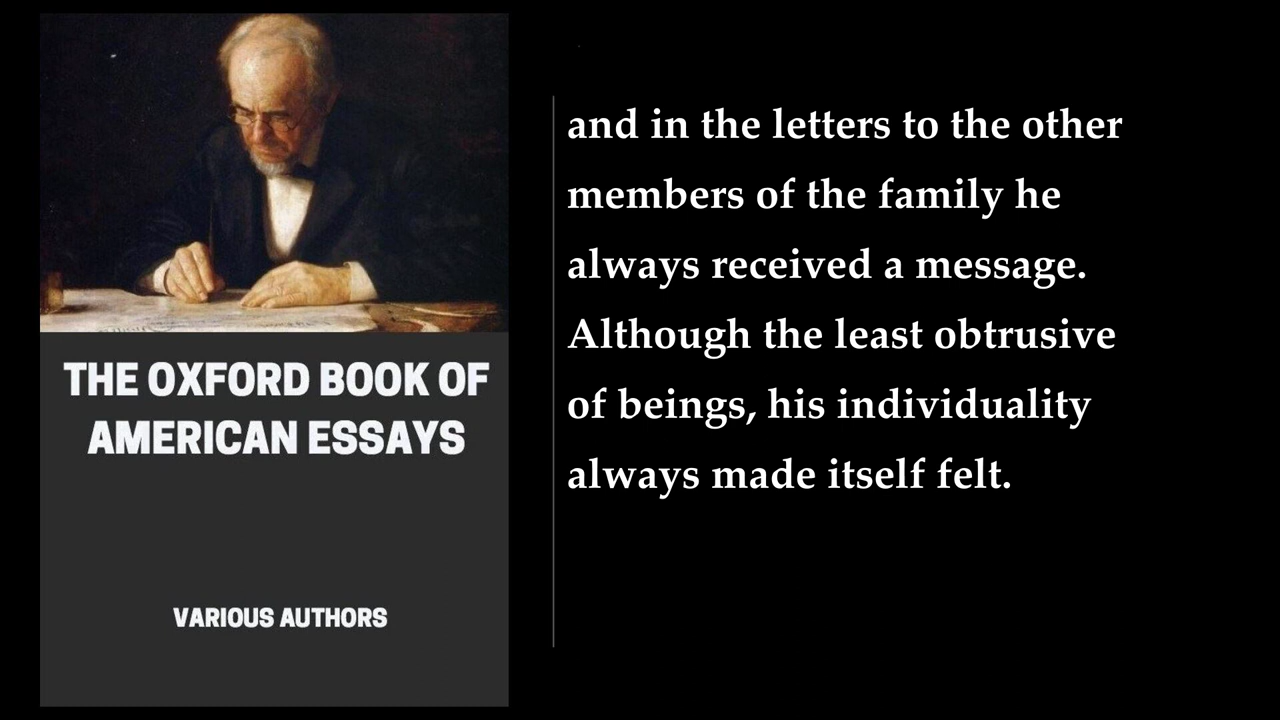 THE OXFORD BOOK OF
AMERICAN ESSAYS
VARIOUS AUTHORS
and in the letters to the other
members of the family he
always received a message.
Although the least obtrusive
of beings, his individuality
always made itself felt.